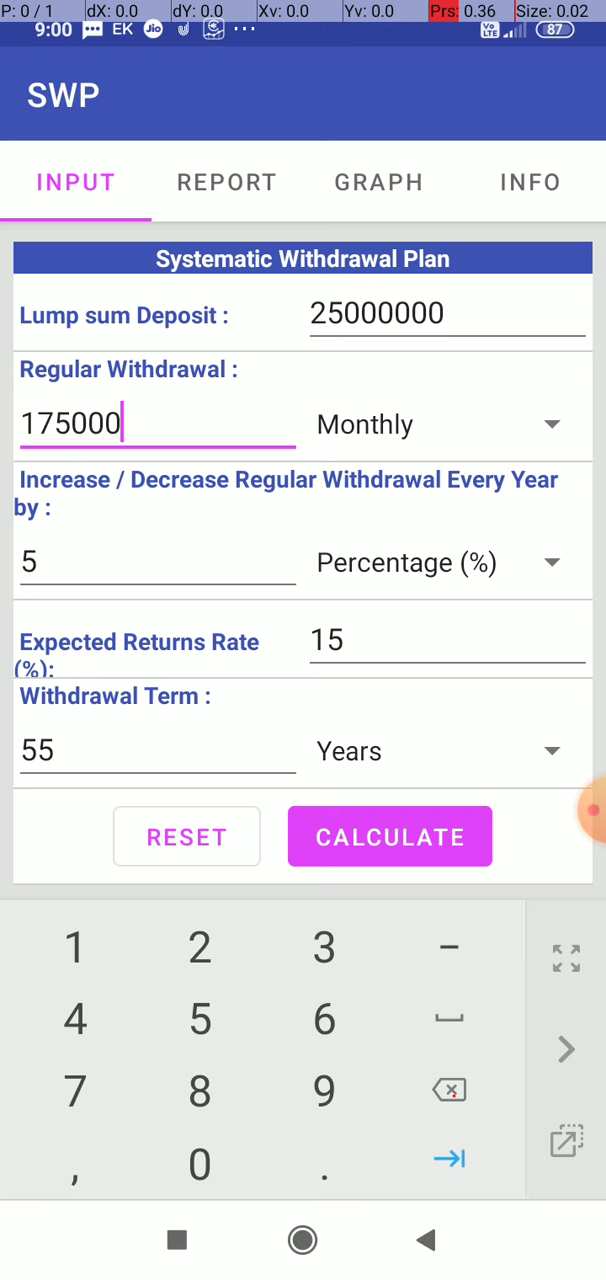 P: 0 / 1 dX: 0.0 dY: 0.0 Xv: 0.0 Yv: 0.0 Prs: 0.36 Size: 0.02
9:00 EK Jio ... Vo LTE 87
SWP
INPUT REPORT GRAPH INFO
Systematic Withdrawal Plan
Lump sum Deposit : 25000000
Regular Withdrawal :
175000 Monthly
Increase / Decrease Regular Withdrawal Every Year
by :
5 Percentage (%)
Expected Returns Rate 15
(%):
Withdrawal Term :
55 Years
RESET CALCULATE
1 2 3 -
4 5 6
7 8 9
, 0 .